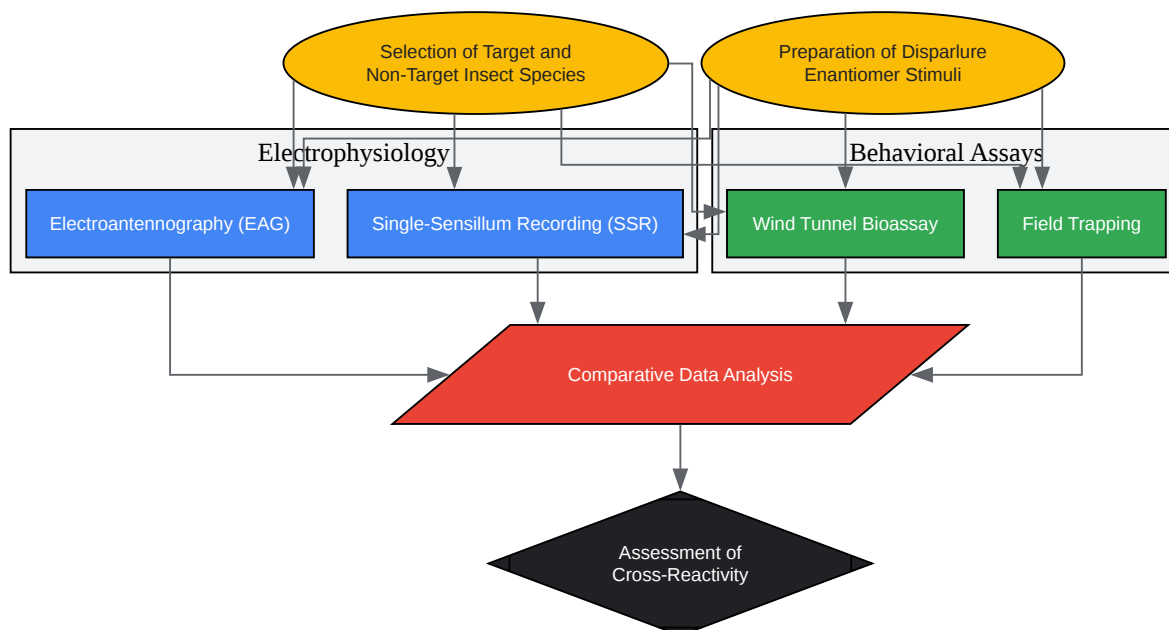 Selection of Target and
Non-Target Insect Species
Preparation of Disparlure
Enantiomer Stimuli
Electrophysiology
Behavioral Assays
Electroantennography (EAG)
Single-Sensillum Recording (SSR)
Wind Tunnel Bioassay
Field Trapping
Comparative Data Analysis
Assessment of
Cross-Reactivity